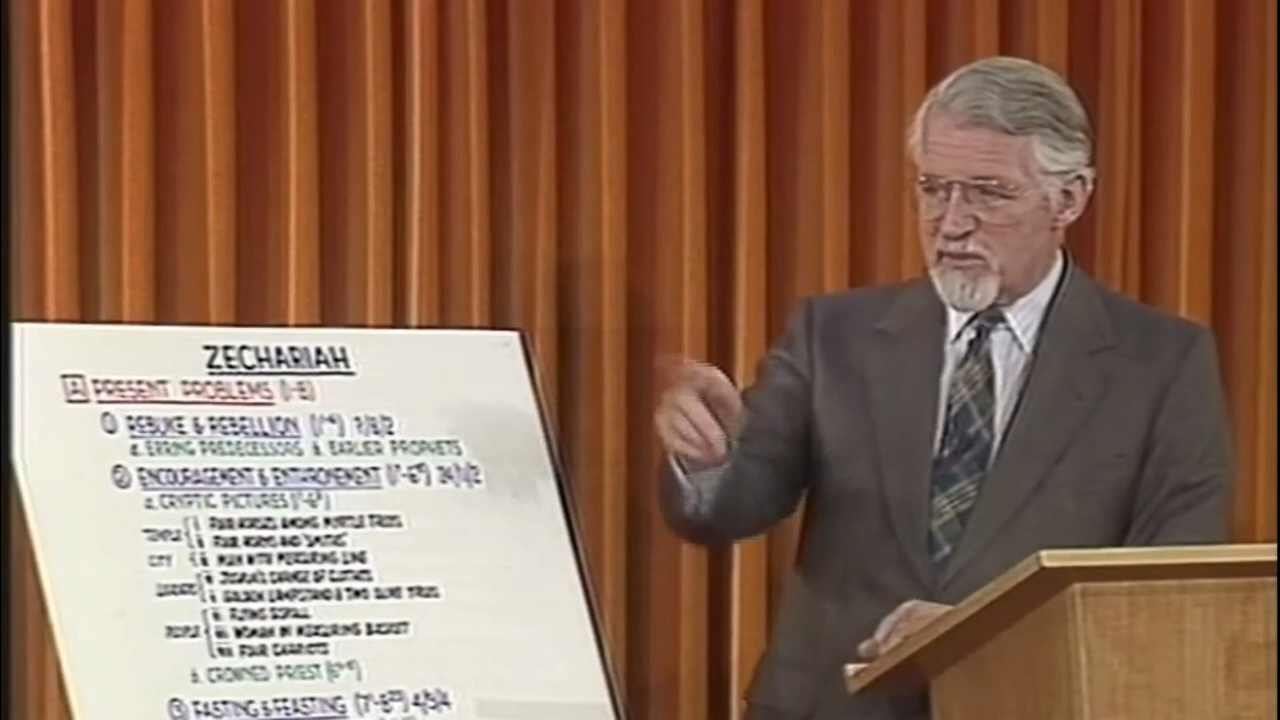 ZECHARIAH
A PRESENT PROBLEMS (1-8)
① REBUKE & REBELLION
a. ERRING PREDECESSORS b. EARLIER PROPHETS
② ENCOURAGEMENT & ENTHRONEMENT
a. CRYPTIC PICTURES
TEMPLE i. FOUR HORSES AMONG MYRTLE TREES
ii. FOUR HORNS AND 'SMITHS'
CITY iii. MAN WITH MEASURING LINE
iv. JOSHUA'S CHANGE OF CLOTHES
v. GOLDEN LAMPSTAND & TWO OLIVE TREES
vi. FLYING SCROLL
PEOPLE vii. WOMAN IN MEASURING BASKET
viii. FOUR CHARIOTS
b. CROWNED PRIEST
③ FASTING & FEASTING